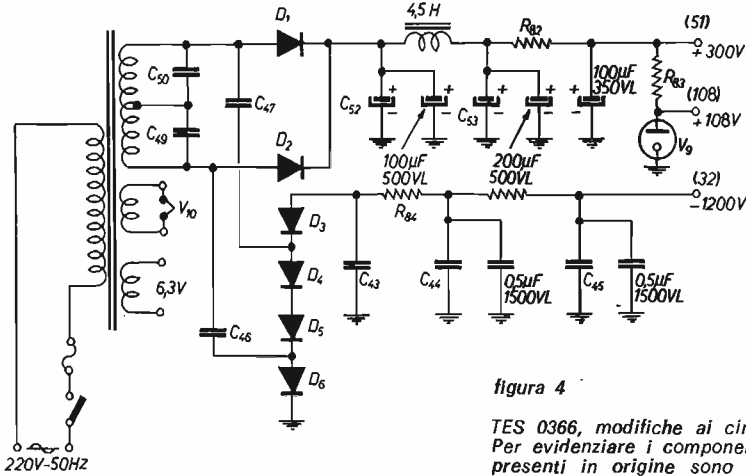 4,5 H
D1
R82
(51)
+300V
C50
C47
C49
C52
C53
100µF
350VL
R83
(108)
+108V
V9
D2
100µF
500VL
200µF
500VL
(32)
-1200V
V10
6,3V
D3
R84
D4
C43
C44
0,5µF
1500VL
C45
0,5µF
1500VL
D5
C46
D6
220V-50Hz
figura 4
TES 0366, modifiche ai cir
Per evidenziare i compone
presenti in origine sono